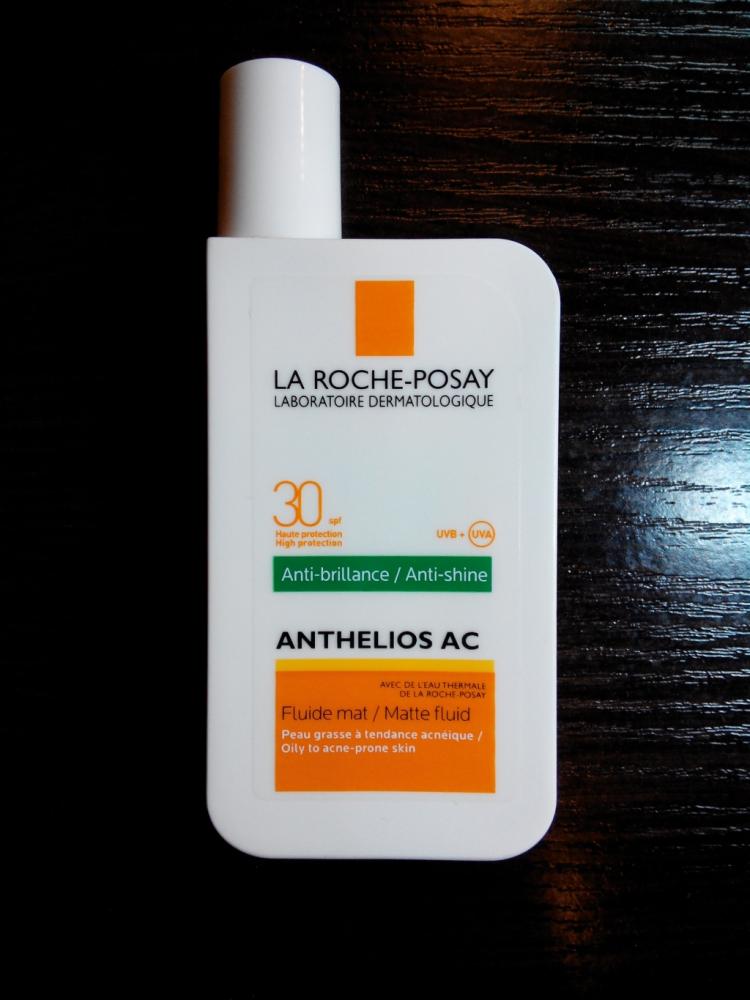 LA ROCHE-POSAY
LABORATOIRE DERMATOLOGIQUE
30 spf
Haute protection
High protection
UVB + UVA
Anti-brillance / Anti-shine
ANTHELIOS AC
AVEC DE L'EAU THERMALE
DE LA ROCHE-POSAY
Fluide mat / Matte fluid
Peau grasse à tendance acnéique /
Oily to acne-prone skin